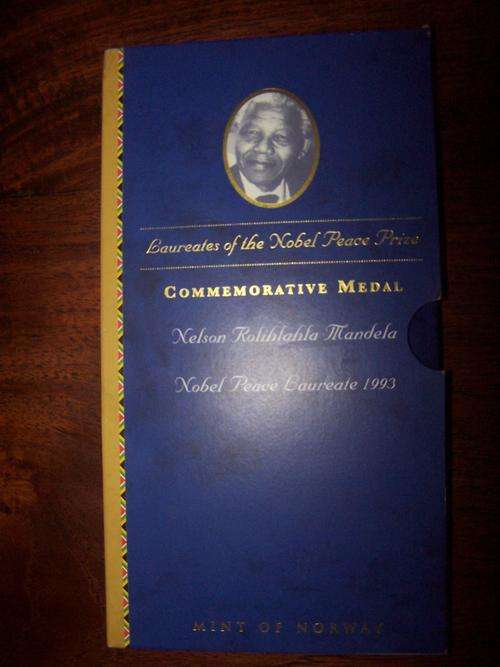 Laureates of the Nobel Peace Prize
COMMEMORATIVE MEDAL
Nelson Rolihlahla Mandela
Nobel Peace Laureate 1993
MINT OF NORWAY